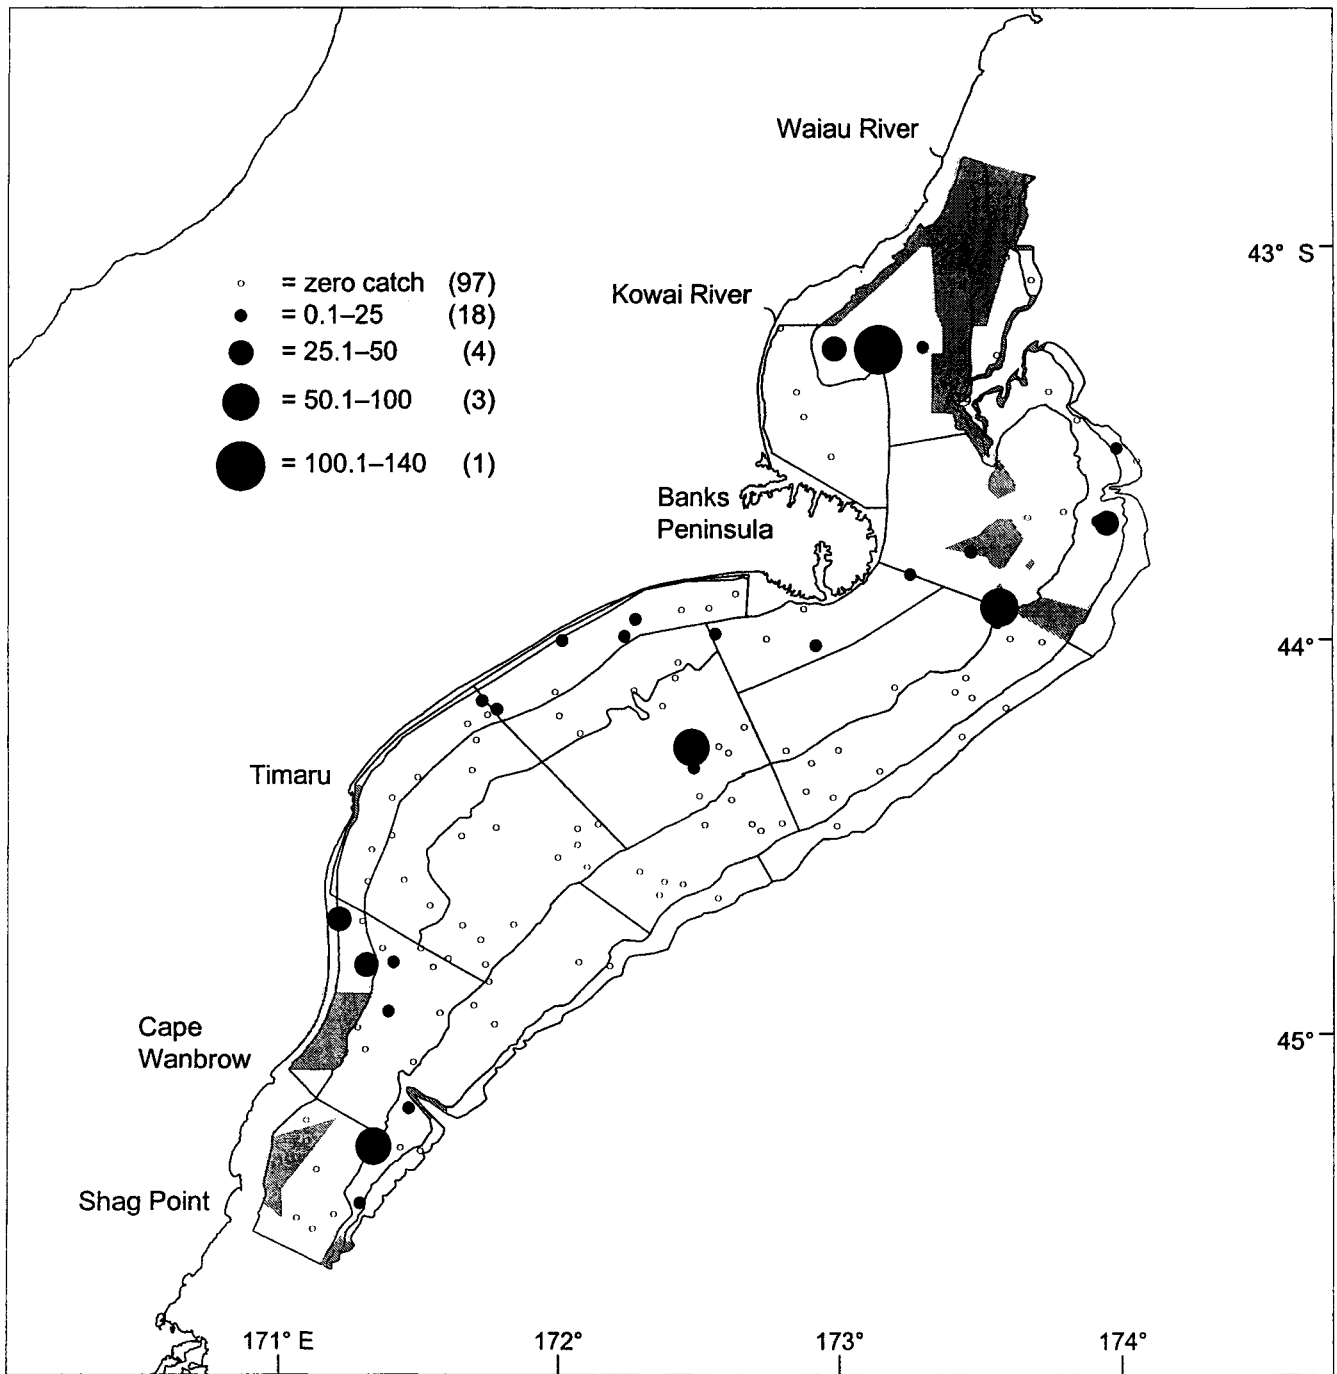 Waiau River
43° S
= zero catch (97)
Kowai River
= 0.1–25 (18)
= 25.1–50 (4)
= 50.1–100 (3)
= 100.1–140 (1)
Banks
Peninsula
44°
Timaru
Cape
Wanbrow
45°
Shag Point
171° E 172° 173° 174°